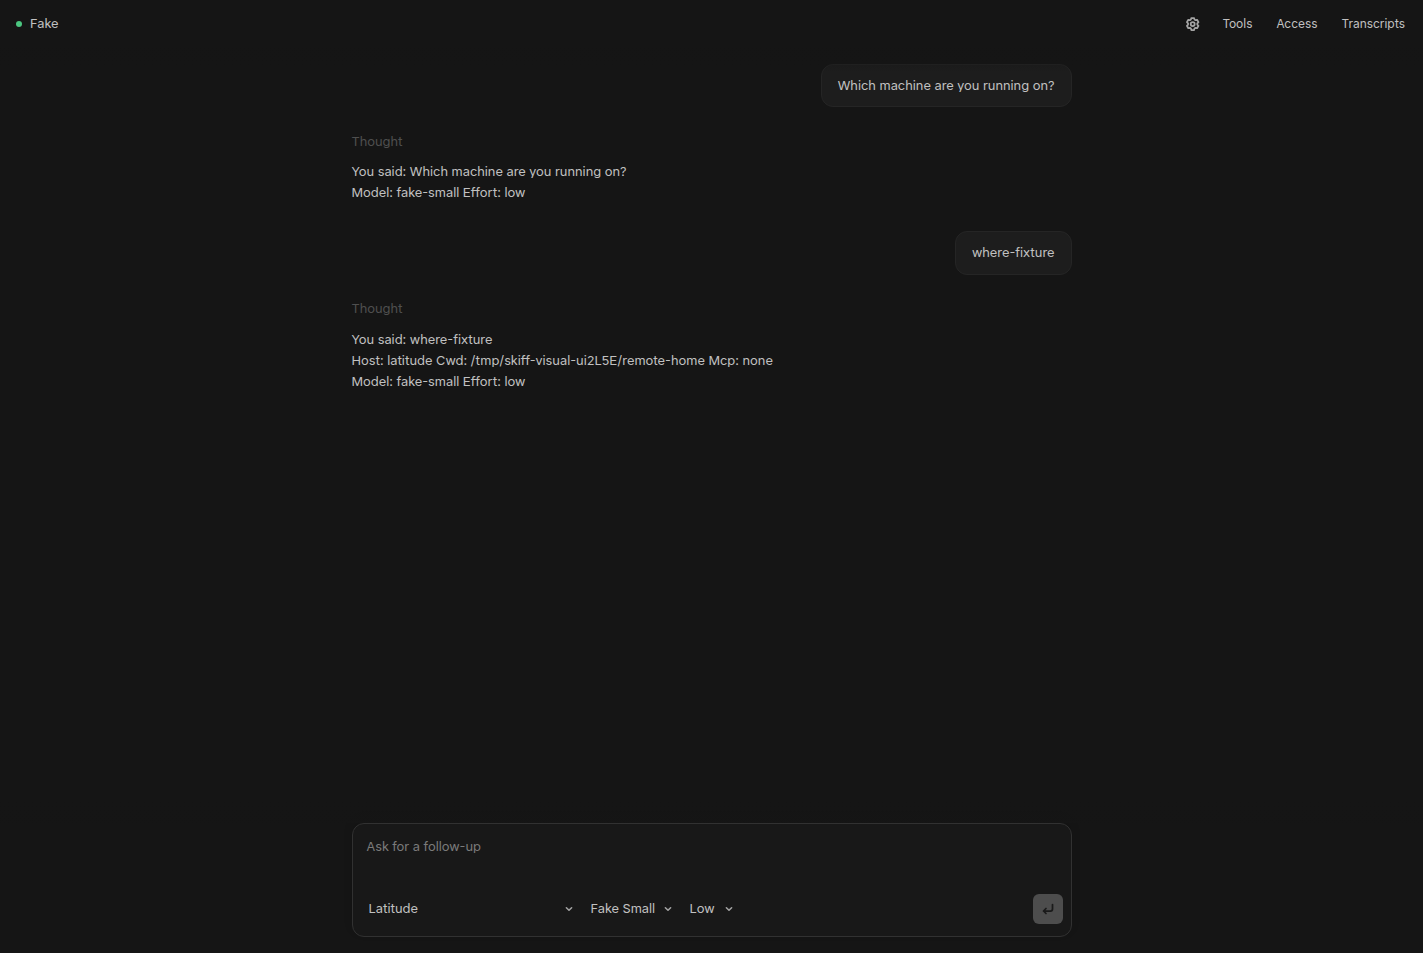 Fake
Tools
Access
Transcripts
Which machine are you running on?
Thought
You said: Which machine are you running on?
Model: fake-small Effort: low
where-fixture
Thought
You said: where-fixture
Host: latitude Cwd: /tmp/skiff-visual-ui2L5E/remote-home Mcp: none
Model: fake-small Effort: low
Ask for a follow-up
Latitude
Fake Small
Low